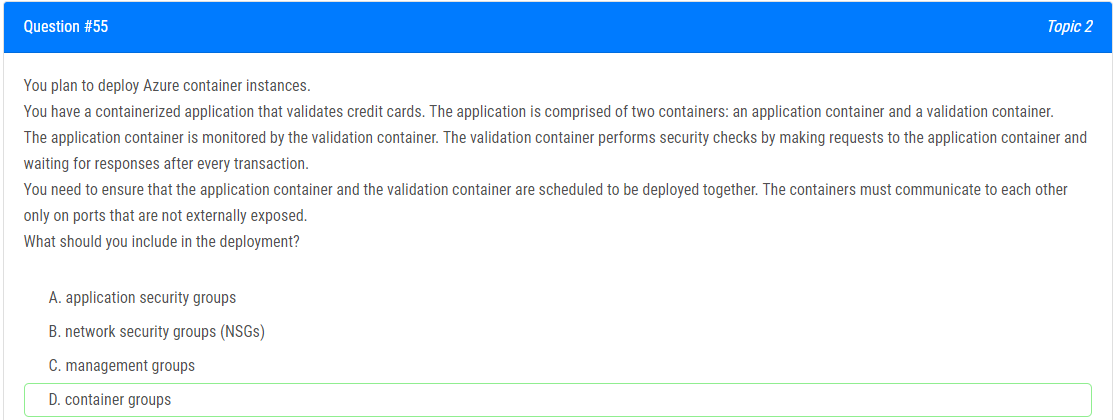 Question #55
Topic 2
You plan to deploy Azure container instances.
You have a containerized application that validates credit cards. The application is comprised of two containers: an application container and a validation container.
The application container is monitored by the validation container. The validation container performs security checks by making requests to the application container and
waiting for responses after every transaction.
You need to ensure that the application container and the validation container are scheduled to be deployed together. The containers must communicate to each other
only on ports that are not externally exposed.
What should you include in the deployment?
A. application security groups
B. network security groups (NSGs)
C. management groups
D. container groups